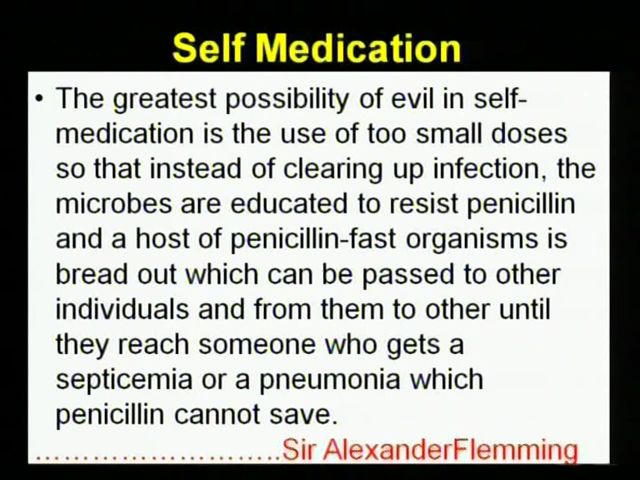 Self Medication
• The greatest possibility of evil in self-
medication is the use of too small doses
so that instead of clearing up infection, the
microbes are educated to resist penicillin
and a host of penicillin-fast organisms is
bread out which can be passed to other
individuals and from them to other until
they reach someone who gets a
septicemia or a pneumonia which
penicillin cannot save.
……………………..Sir AlexanderFlemming